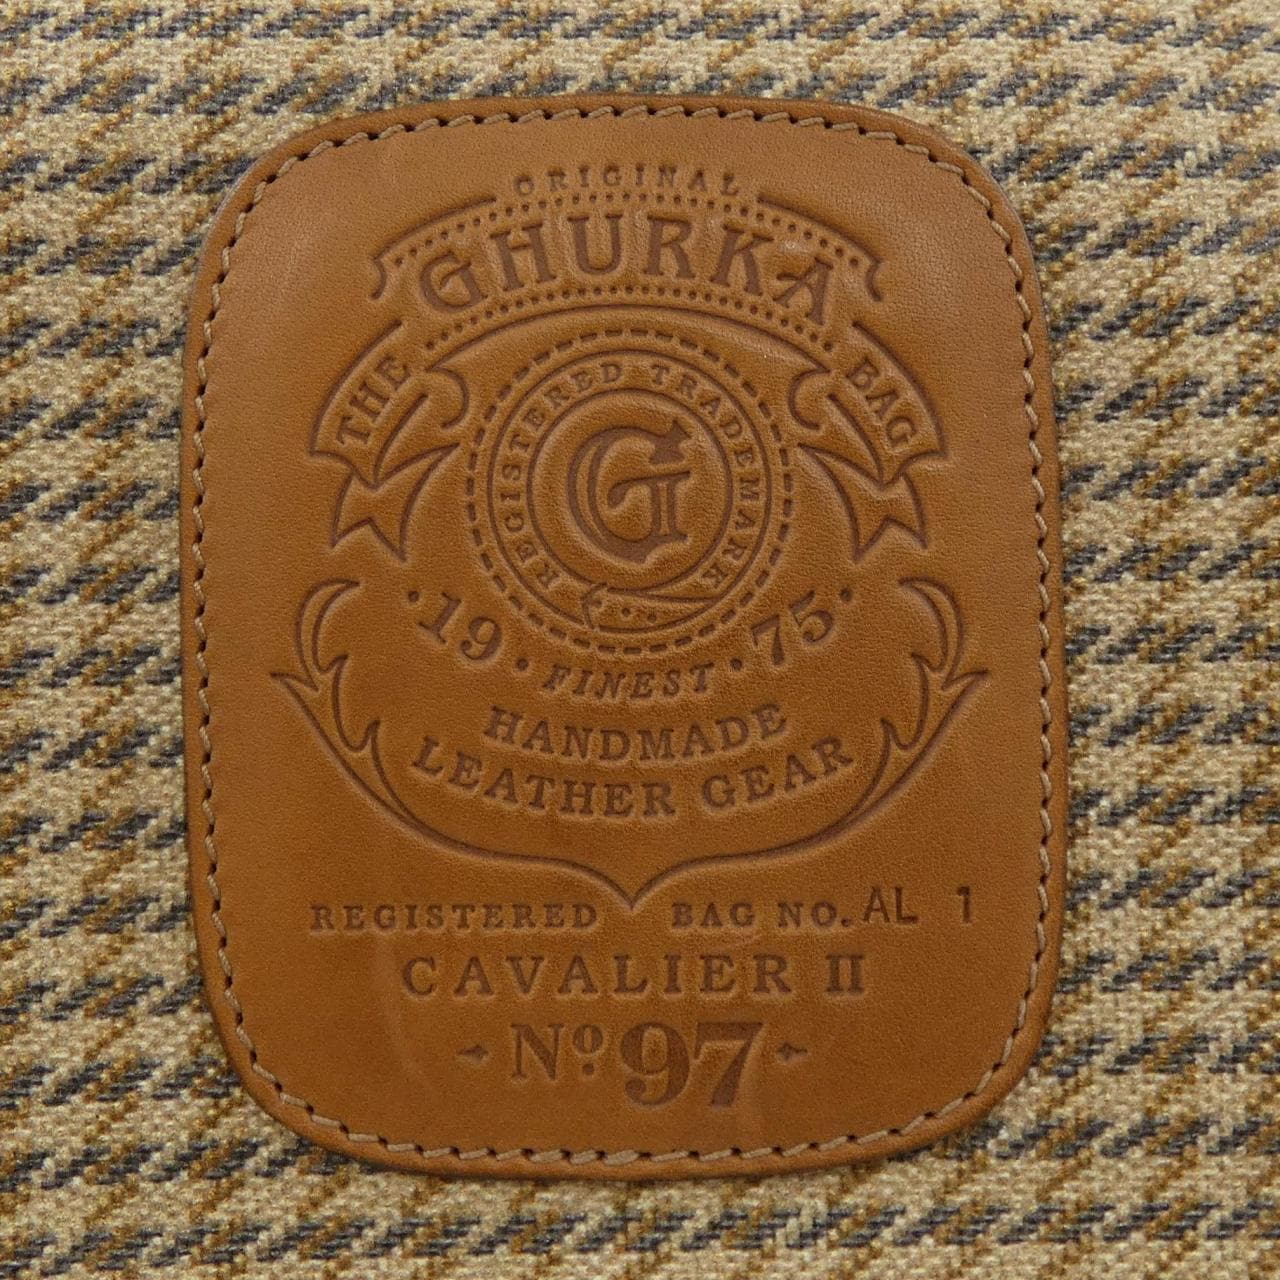 ORIGINAL
GHURKA
THE BAG
REGISTERED TRADEMARK
G
· 19 · 75 ·
FINEST
HANDMADE
LEATHER GEAR
REGISTERED BAG NO. AL 1
CAVALIER II
Nº 97